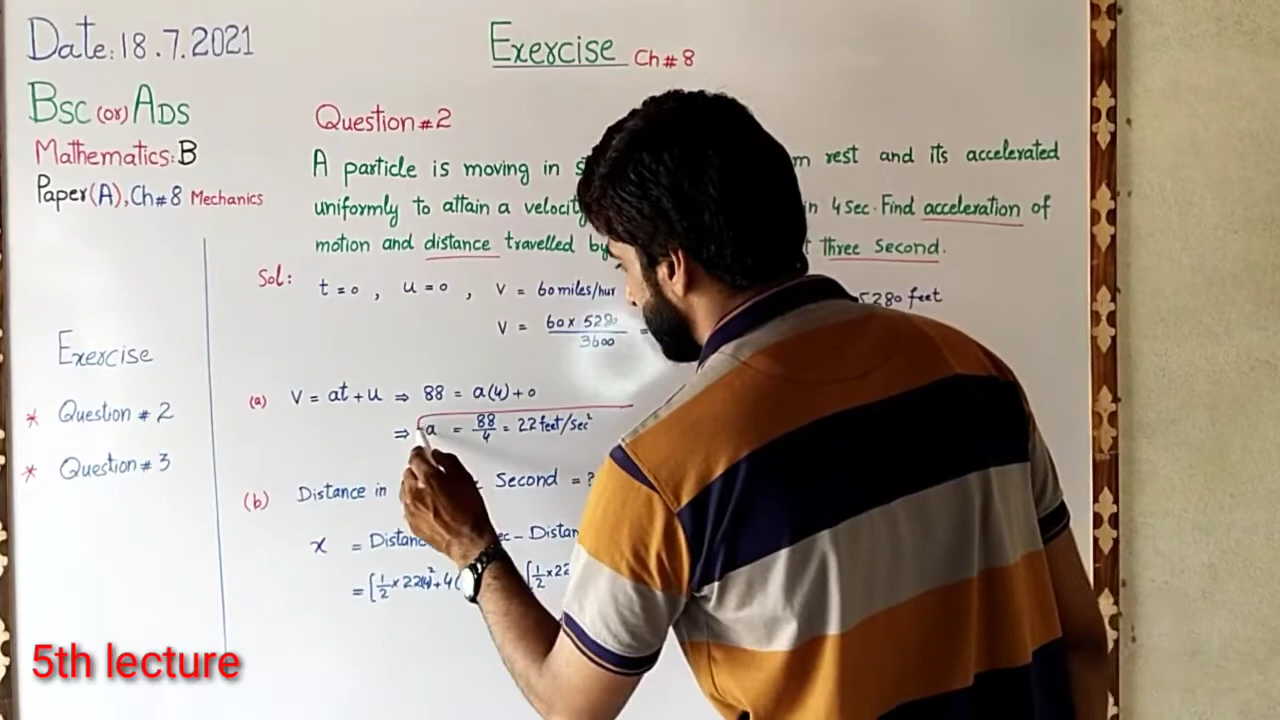 Date: 18.7.2021
Exercise Ch# 8
BSC (or) ADS
Mathematics: B
Paper(A), Ch# 8 Mechanics
Question #2
A particle is moving in rest and its accelerated
uniformly to attain a velocity in 4 Sec. Find acceleration of
motion and distance travelled by three Second.
Sol: t = 0 , u = 0 , V = 60 miles/hur 5280 feet
V = 60 x 5280 / 3600 =
Exercise
* Question # 2
* Question # 3
(a) V = at + u ⇒ 88 = a(4) + 0
⇒ a = 88/4 = 22 feet/Sec²
(b) Distance in Second = ?
x = Distanc ec - Distan
= [1/2 x 22(4)² + 4( [1/2 x 22
5th lecture